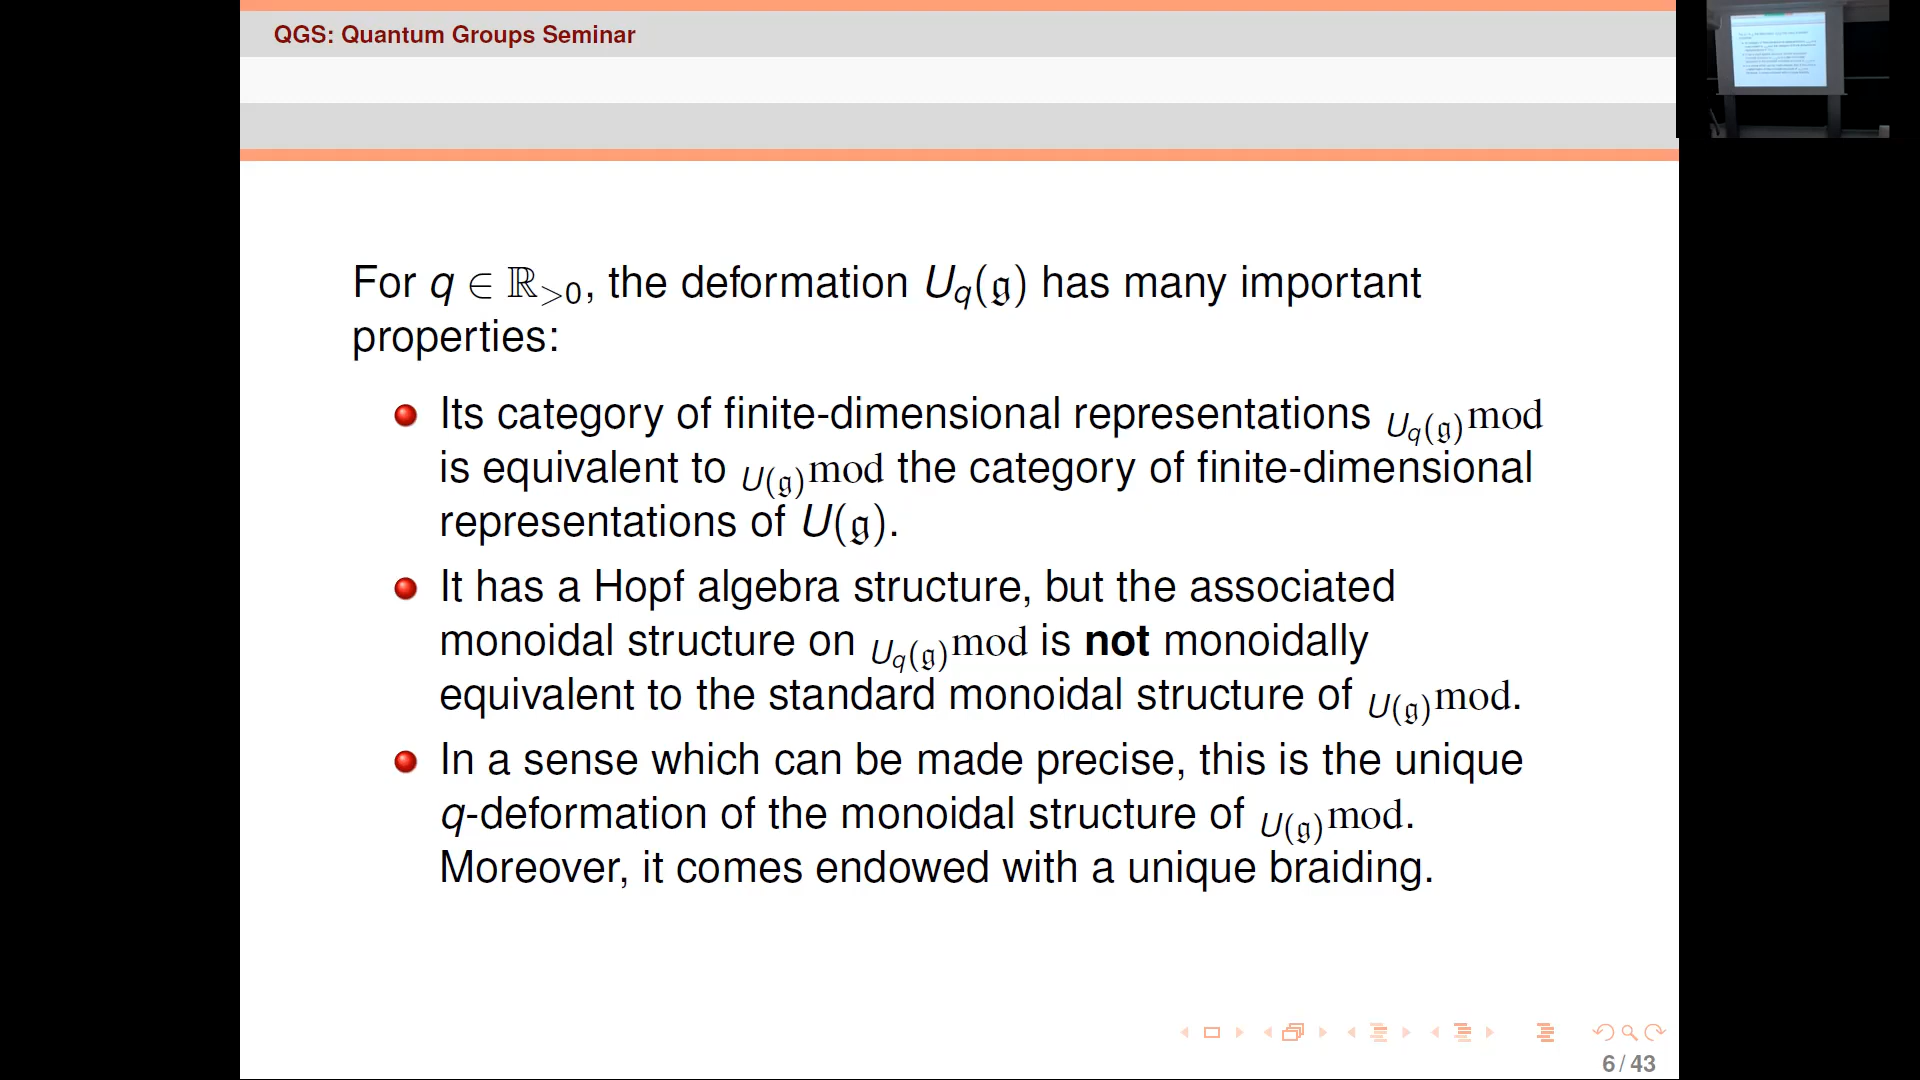 QGS: Quantum Groups Seminar
For q ∈ ℝ_{>0}, the deformation U_q(𝔤) has many important
properties:
Its category of finite-dimensional representations _{U_q(𝔤)}mod
is equivalent to _{U(𝔤)}mod the category of finite-dimensional
representations of U(𝔤).
It has a Hopf algebra structure, but the associated
monoidal structure on _{U_q(𝔤)}mod is not monoidally
equivalent to the standard monoidal structure of _{U(𝔤)}mod.
In a sense which can be made precise, this is the unique
q-deformation of the monoidal structure of _{U(𝔤)}mod.
Moreover, it comes endowed with a unique braiding.
6 / 43